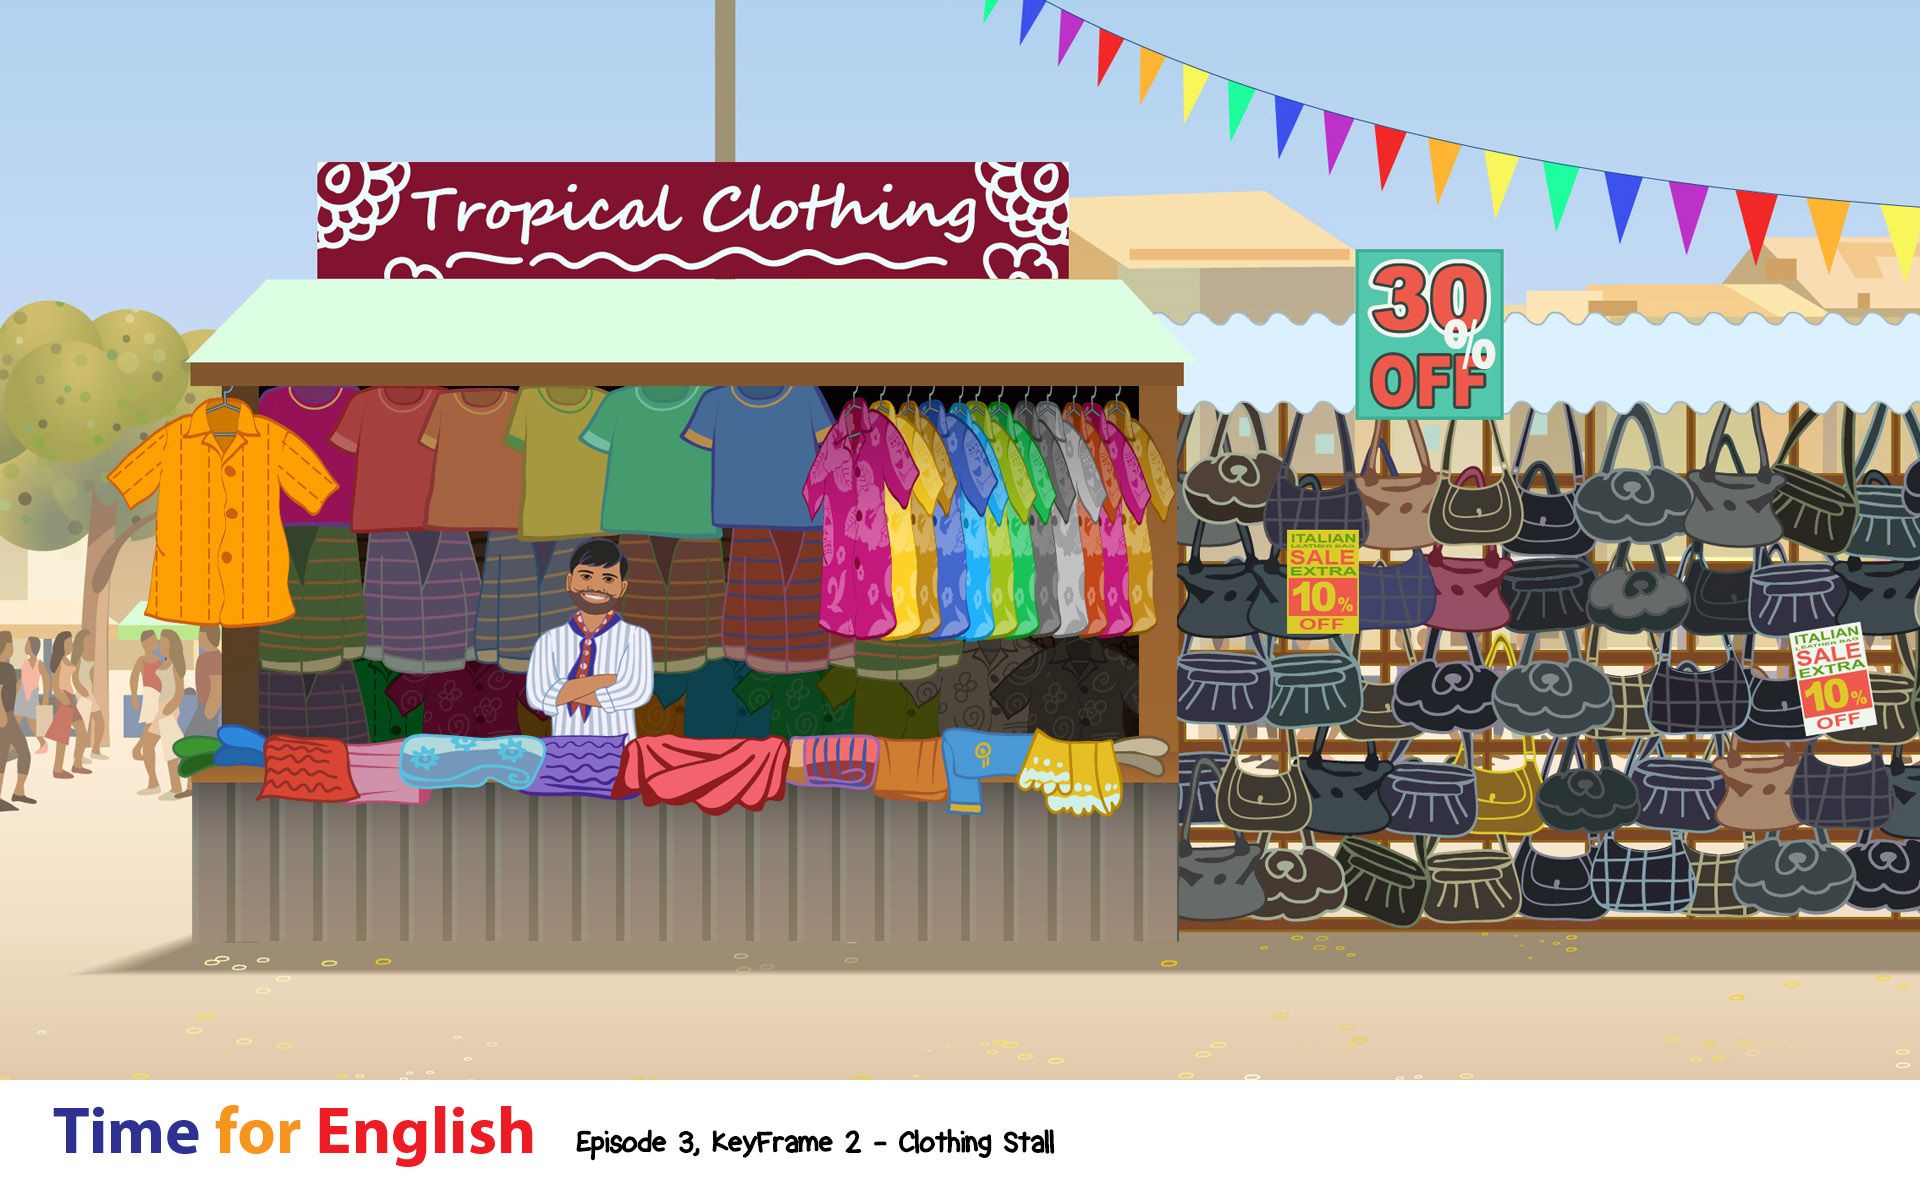 Tropical Clothing
30%
OFF
ITALIAN
LEATHER BAG
SALE
EXTRA
10%
OFF
ITALIAN
LEATHER BAG
SALE
EXTRA
10%
OFF
Time for English
Episode 3, KeyFrame 2 - Clothing Stall